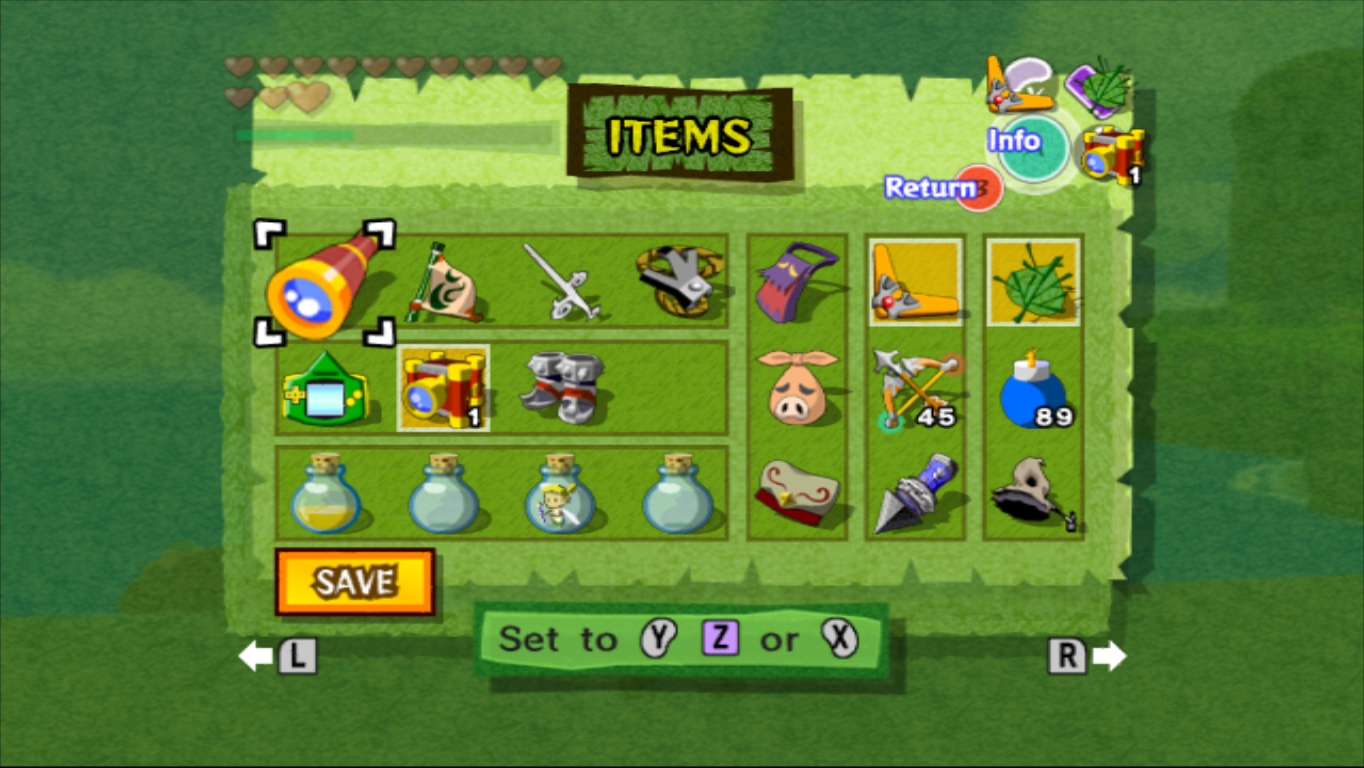 ITEMS
Info
1
Return B
1
45
89
SAVE
Set to Y Z or X
L
R